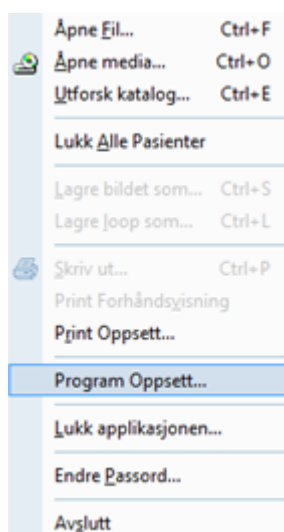 Åpne Fil... Ctrl+F
Åpne media... Ctrl+O
Utforsk katalog... Ctrl+E
Lukk Alle Pasienter
Lagre bildet som... Ctrl+S
Lagre loop som... Ctrl+L
Skriv ut... Ctrl+P
Print Forhåndsvisning
Print Oppsett...
Program Oppsett...
Lukk applikasjonen...
Endre Passord...
Avslutt